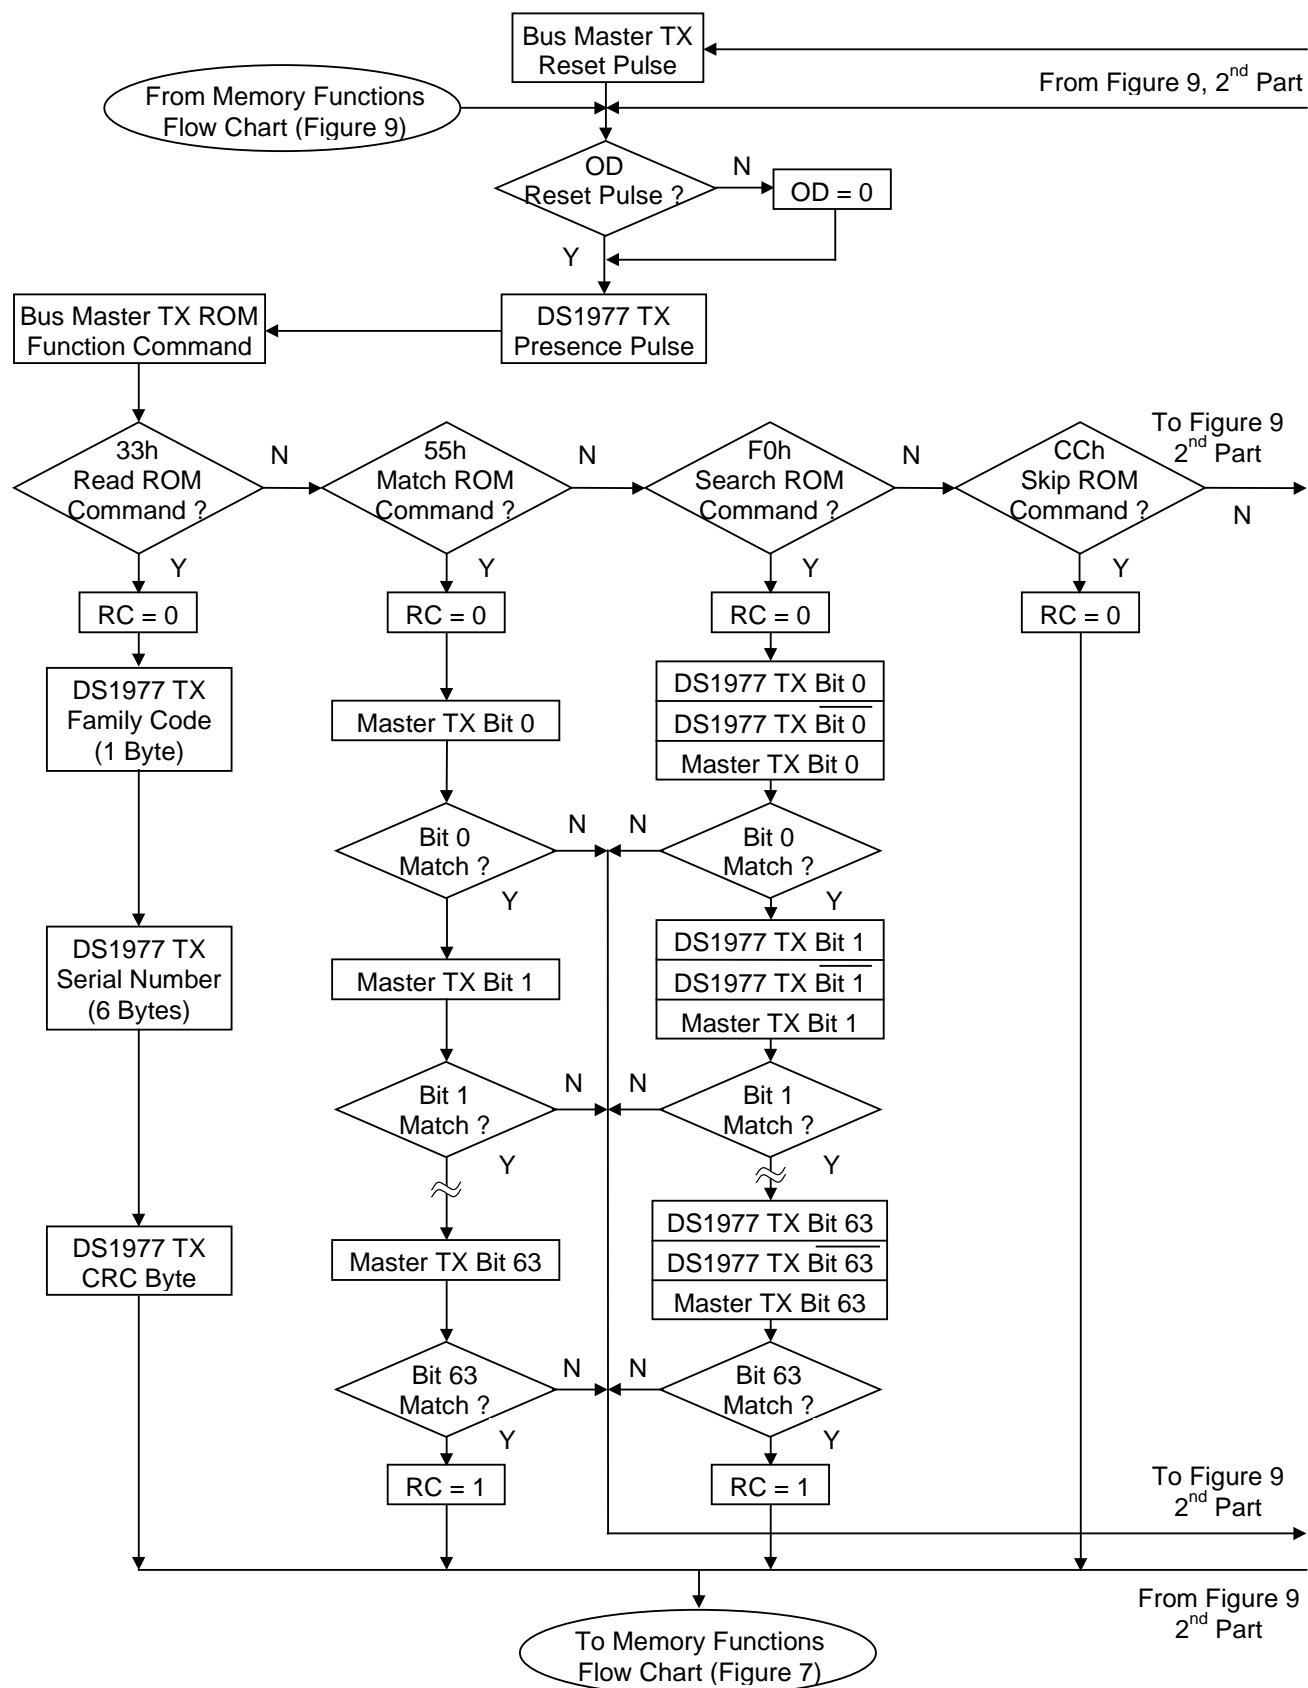 Bus Master TX
Reset Pulse
From Figure 9, 2nd Part
From Memory Functions
Flow Chart (Figure 9)
OD
Reset Pulse ?
N
OD = 0
Y
Bus Master TX ROM
Function Command
DS1977 TX
Presence Pulse
33h
Read ROM
Command ?
N
55h
Match ROM
Command ?
N
F0h
Search ROM
Command ?
N
CCh
Skip ROM
Command ?
To Figure 9
2nd Part
N
Y
Y
Y
Y
RC = 0
RC = 0
RC = 0
RC = 0
DS1977 TX
Family Code
(1 Byte)
Master TX Bit 0
DS1977 TX Bit 0
DS1977 TX Bit 0
Master TX Bit 0
Bit 0
Match ?
N
N
Bit 0
Match ?
Y
Y
DS1977 TX
Serial Number
(6 Bytes)
Master TX Bit 1
DS1977 TX Bit 1
DS1977 TX Bit 1
Master TX Bit 1
Bit 1
Match ?
N
N
Bit 1
Match ?
Y
Y
DS1977 TX
CRC Byte
Master TX Bit 63
DS1977 TX Bit 63
DS1977 TX Bit 63
Master TX Bit 63
Bit 63
Match ?
N
N
Bit 63
Match ?
Y
Y
RC = 1
RC = 1
To Figure 9
2nd Part
From Figure 9
2nd Part
To Memory Functions
Flow Chart (Figure 7)